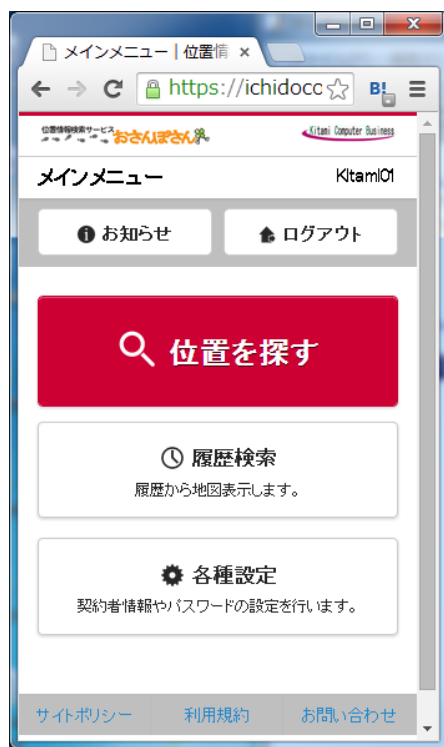 メインメニュー | 位置情
https://ichidoco
B!
位置情報検索サービス おさんぽさん
Kitami Computer Business
メインメニュー
Kitami01
お知らせ
ログアウト
位置を探す
履歴検索
履歴から地図表示します。
各種設定
契約者情報やパスワードの設定を行います。
サイトポリシー
利用規約
お問い合わせ